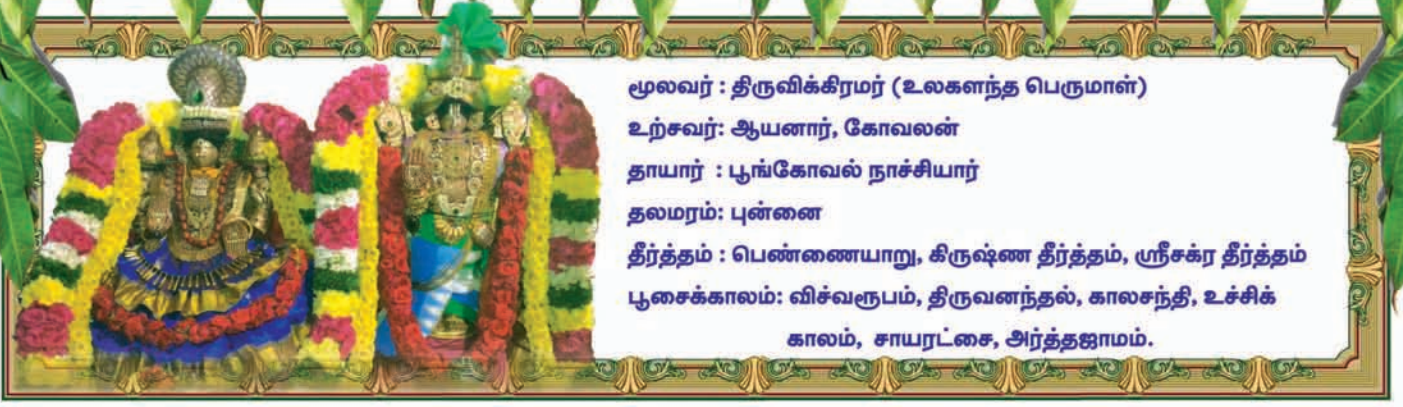 மூலவர் : திருவிக்கிரமர் (உலகளந்த பெருமாள்)
உற்சவர்: ஆயனார், கோவலன்
தாயார் : பூங்கோவல் நாச்சியார்
தலமரம்: புன்னை
தீர்த்தம் : பெண்ணையாறு, கிருஷ்ண தீர்த்தம், ஸ்ரீசக்ர தீர்த்தம்
பூசைக்காலம்: விச்வரூபம், திருவனந்தல், காலசந்தி, உச்சிக்
காலம், சாயரட்சை, அர்த்தஜாமம்.